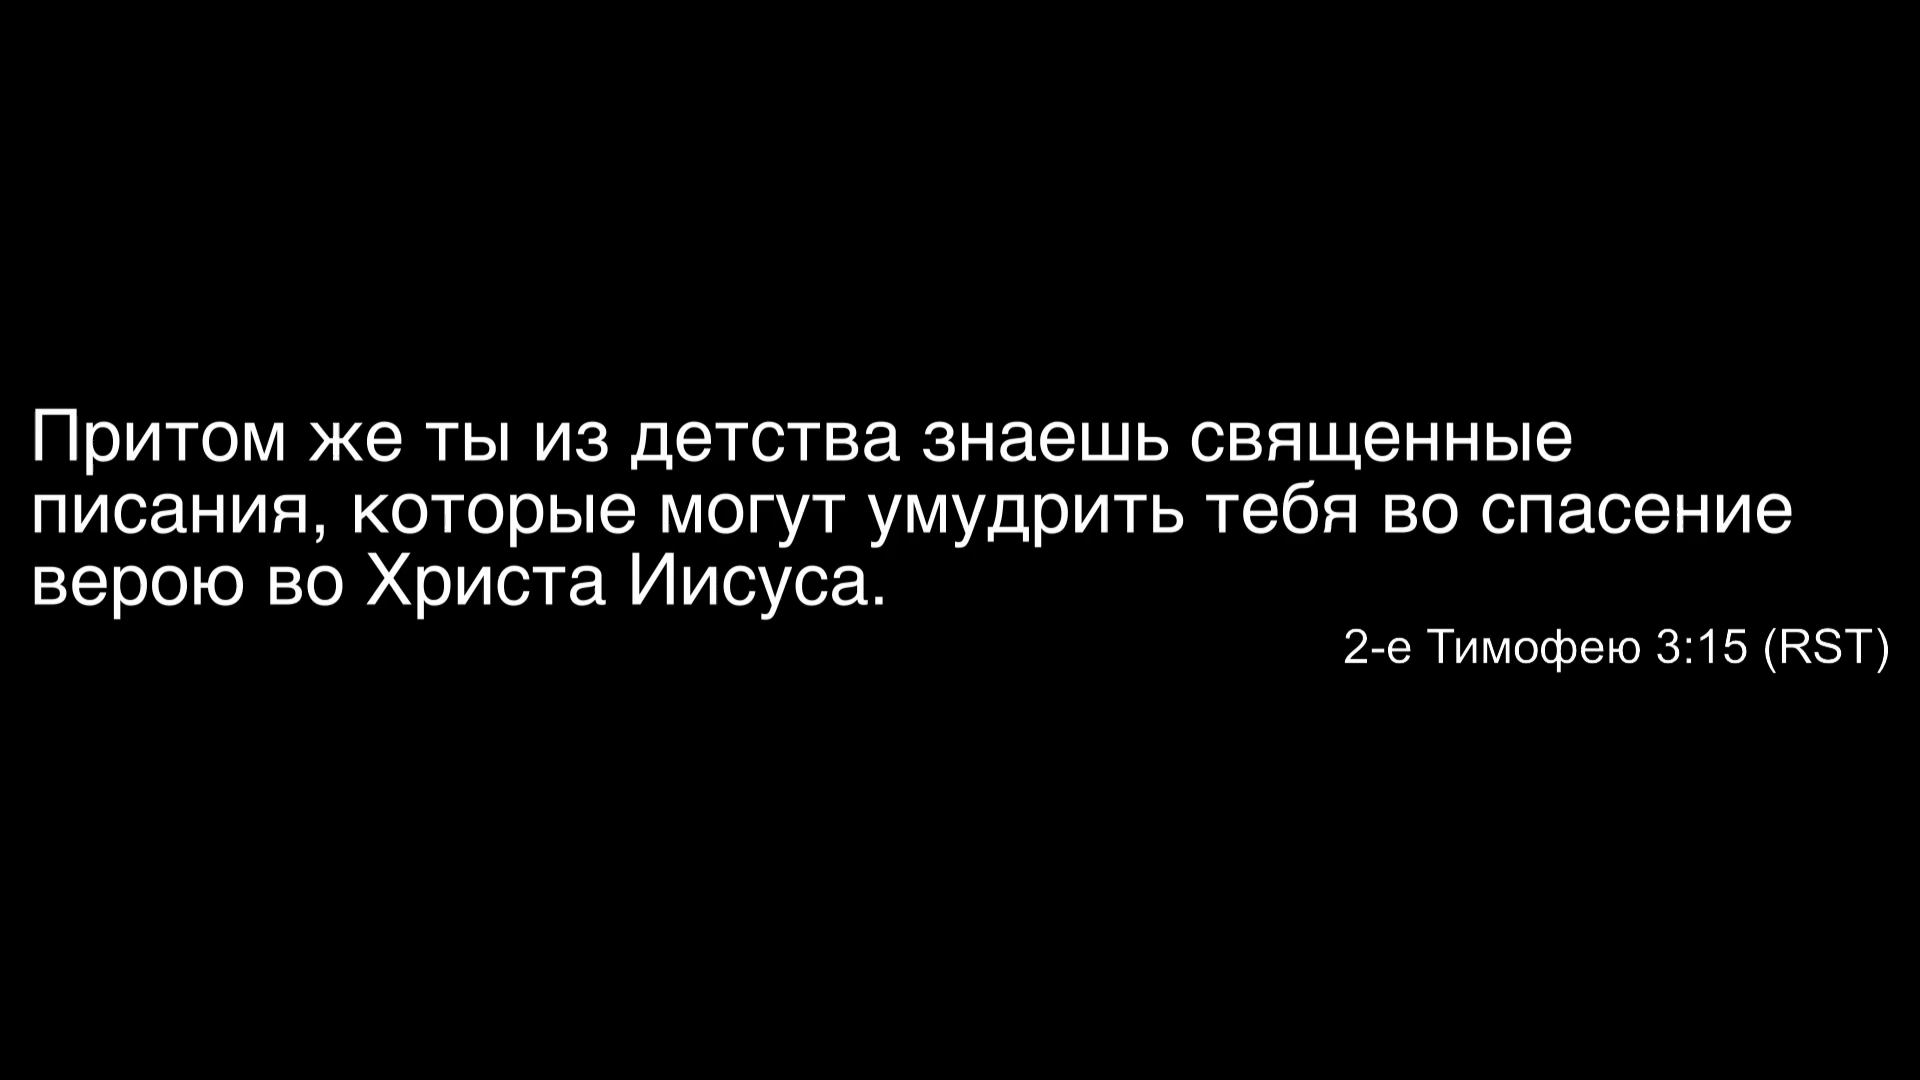 Притом же ты из детства знаешь священные
писания, которые могут умудрить тебя во спасение
верою во Христа Иисуса.
2-е Тимофею 3:15 (RST)